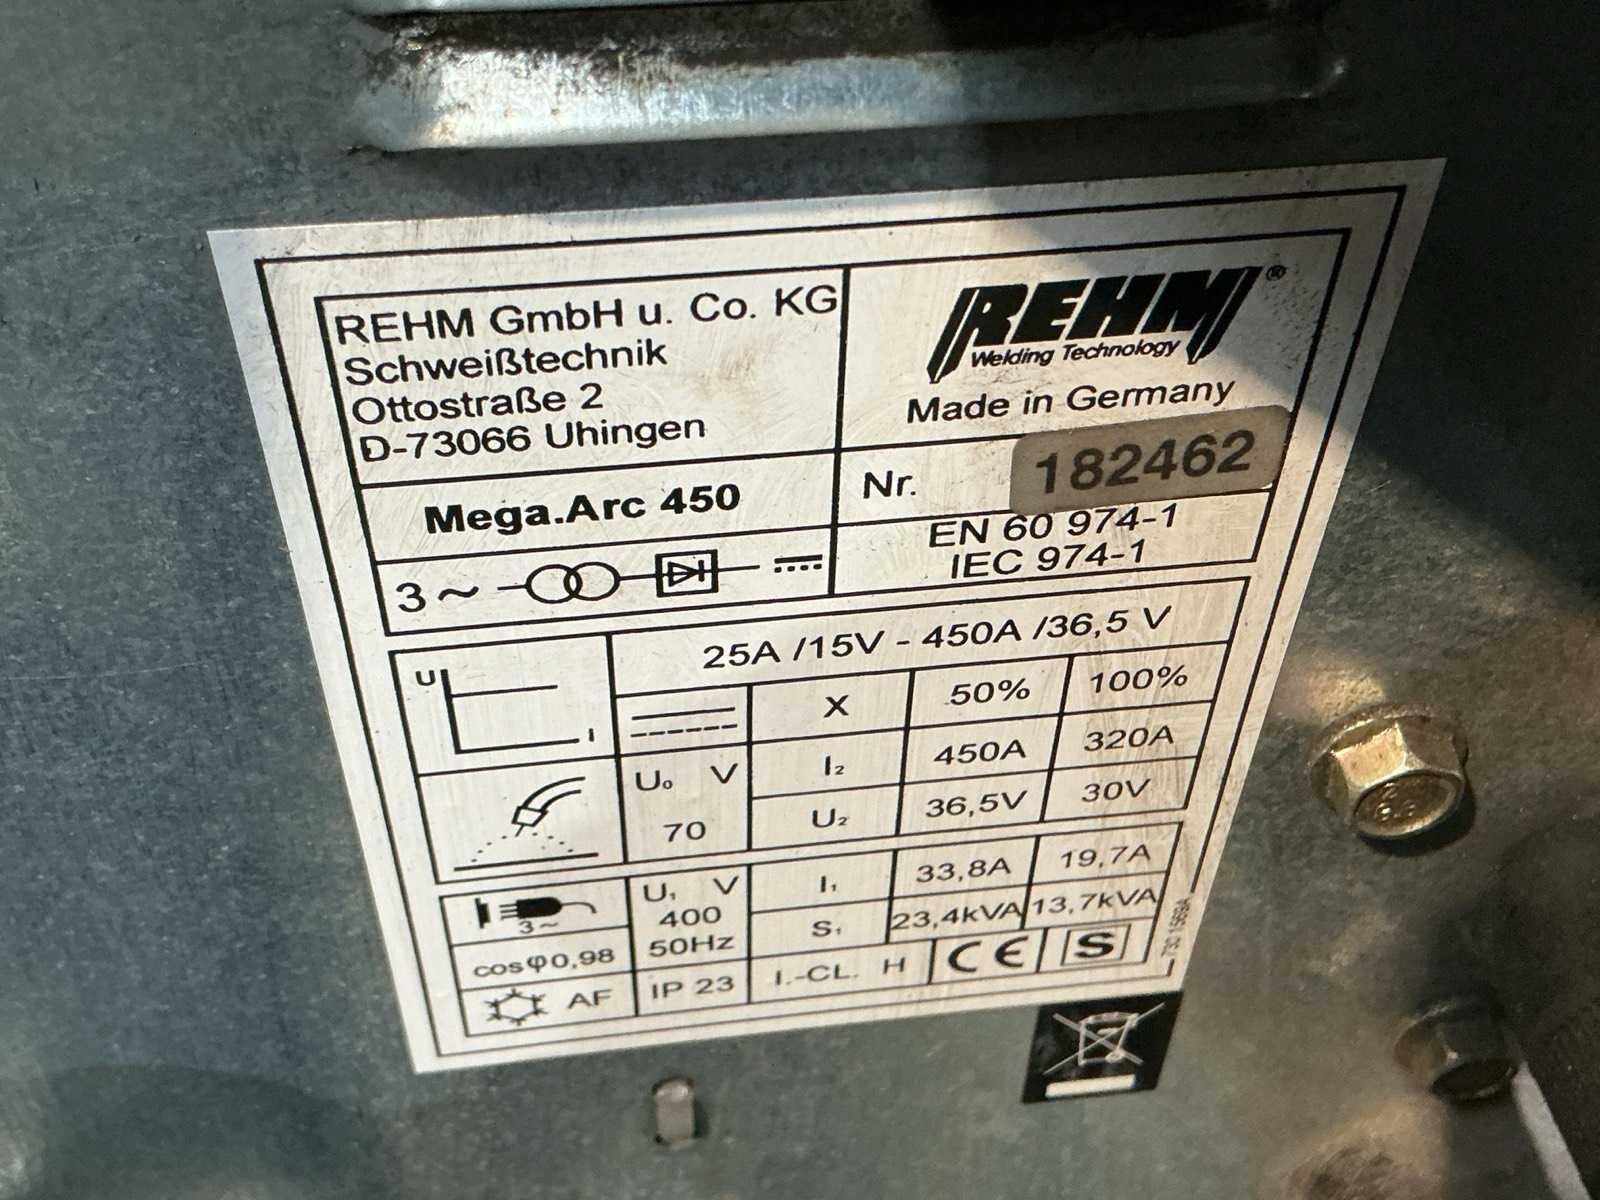 REHM GmbH u. Co. KG
Schweißtechnik
Ottostraße 2
D-73066 Uhingen
REHM®
Welding Technology
Made in Germany
Mega.Arc 450
Nr. 182462
3~
EN 60 974-1
IEC 974-1
U
I
25A /15V - 450A /36,5 V
X 50% 100%
I₂ 450A 320A
U₂ 36,5V 30V
U₀ V
70
3~
U₁ V
400
50Hz
I₁ 33,8A 19,7A
S₁ 23,4kVA 13,7kVA
cosφ0,98
AF
IP 23
I.-CL. H
CE
S